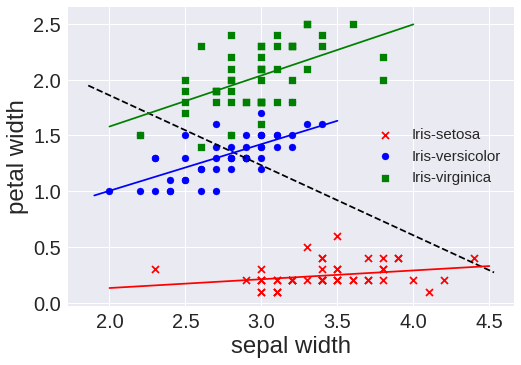 2.5
2.0
1.5
1.0
0.5
0.0
petal width
Iris-setosa
Iris-versicolor
Iris-virginica
2.0 2.5 3.0 3.5 4.0 4.5
sepal width